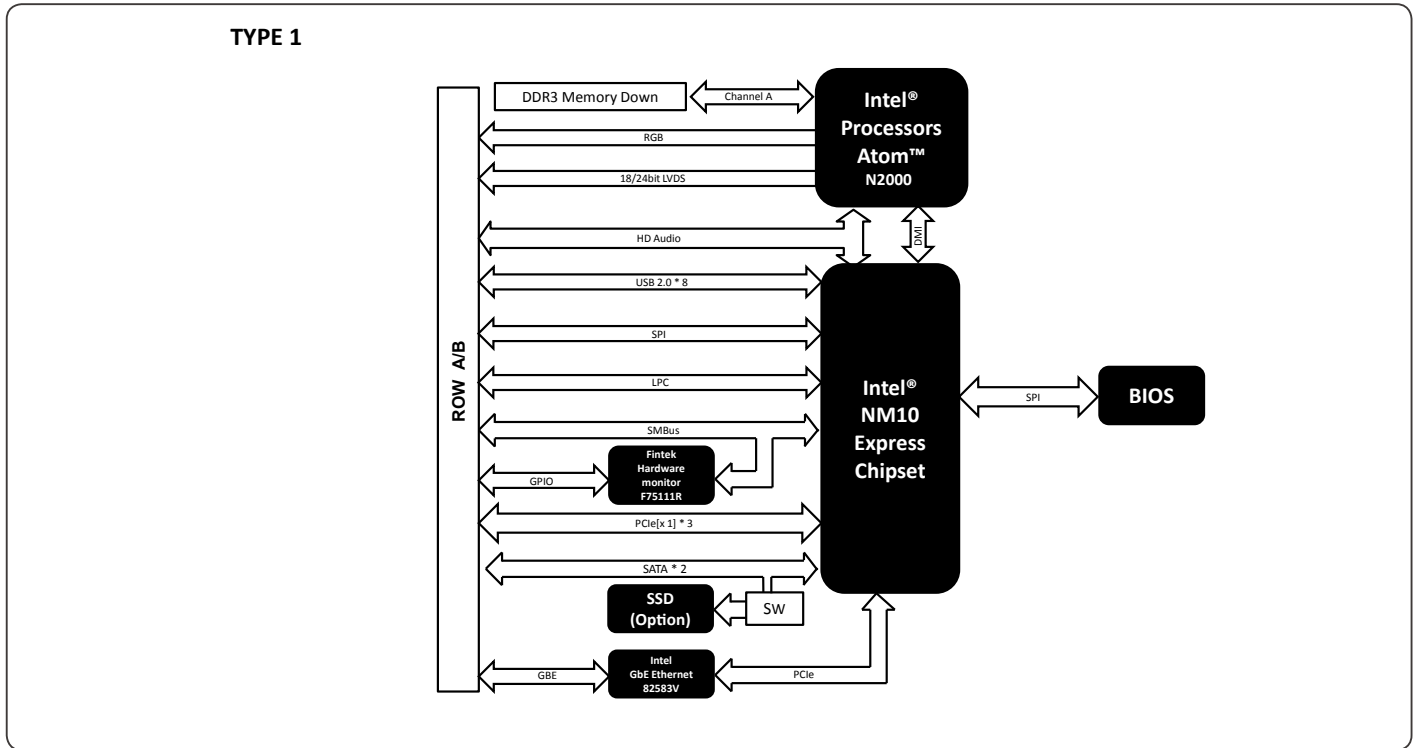 TYPE 1
DDR3 Memory Down
Channel A
Intel®
Processors
Atom™
N2000
RGB
18/24bit LVDS
HD Audio
DMI
USB 2.0 * 8
SPI
LPC
ROW A/B
Intel®
NM10
Express
Chipset
SPI
BIOS
SMBus
Fintek
Hardware
monitor
F75111R
GPIO
PCIe[x 1] * 3
SATA * 2
SSD
(Option)
SW
Intel
GbE Ethernet
82583V
GBE
PCIe